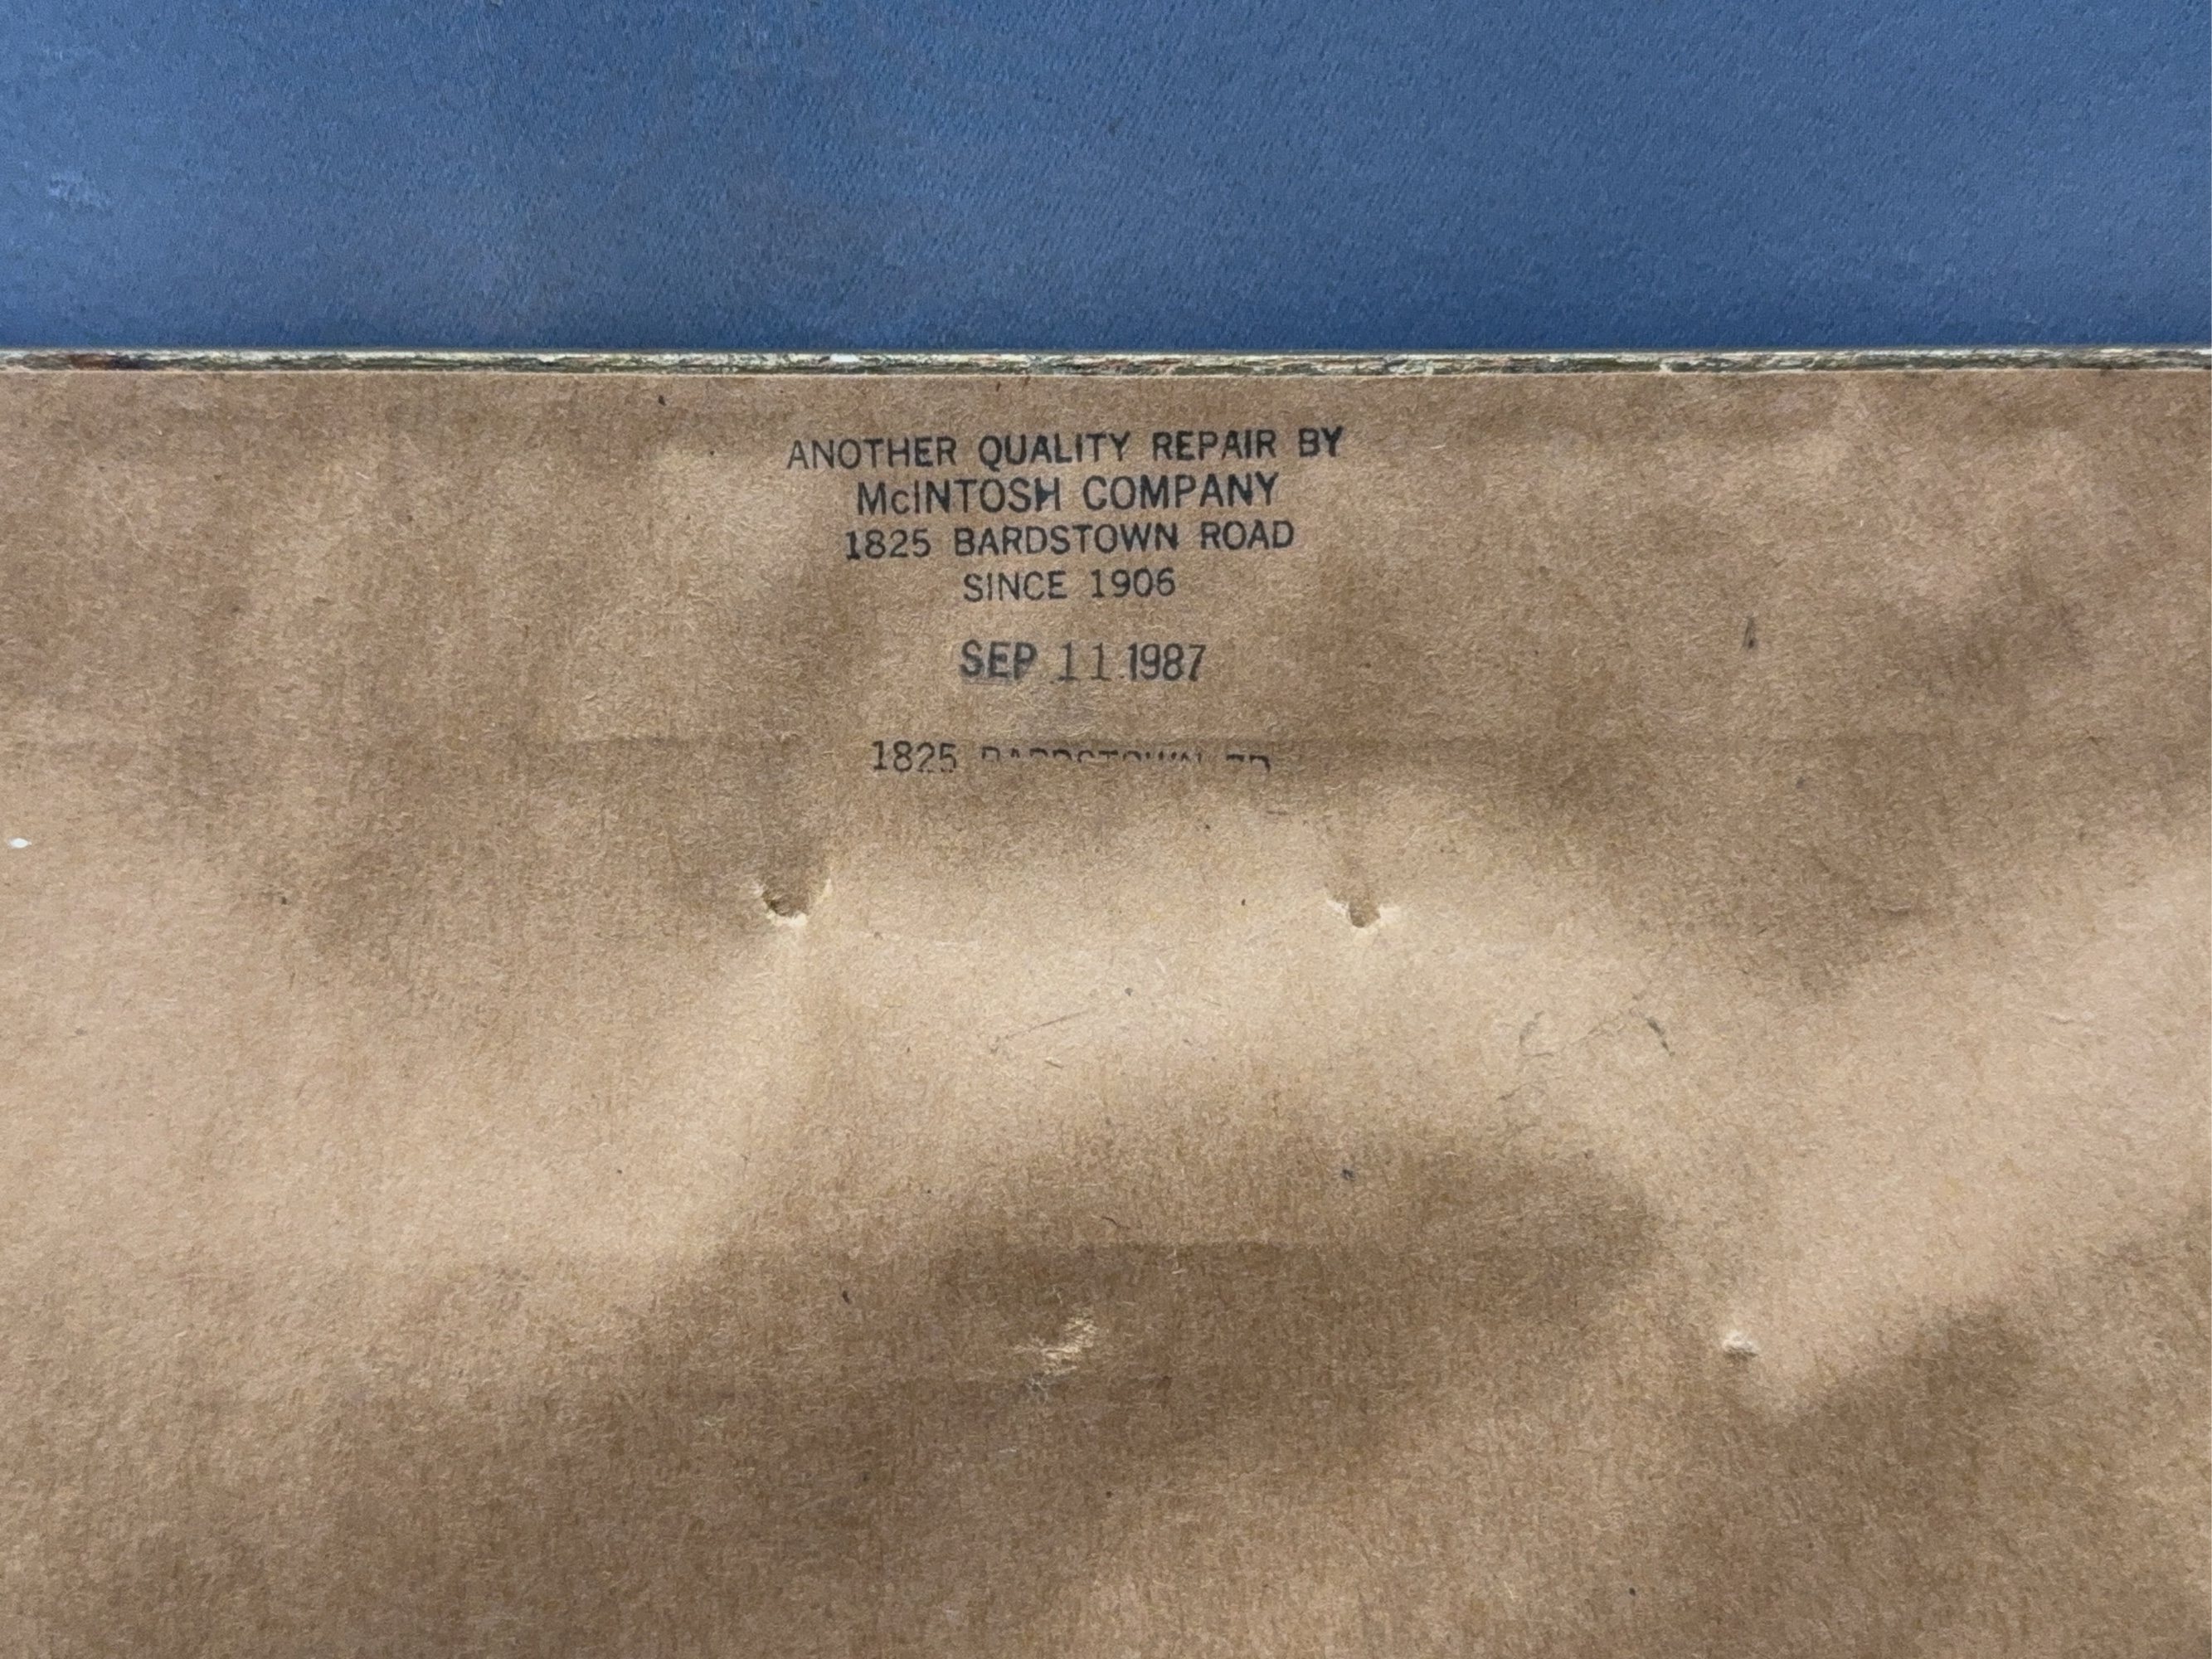 ANOTHER QUALITY REPAIR BY
McINTOSH COMPANY
1825 BARDSTOWN ROAD
SINCE 1906
SEP 11 1987
1825